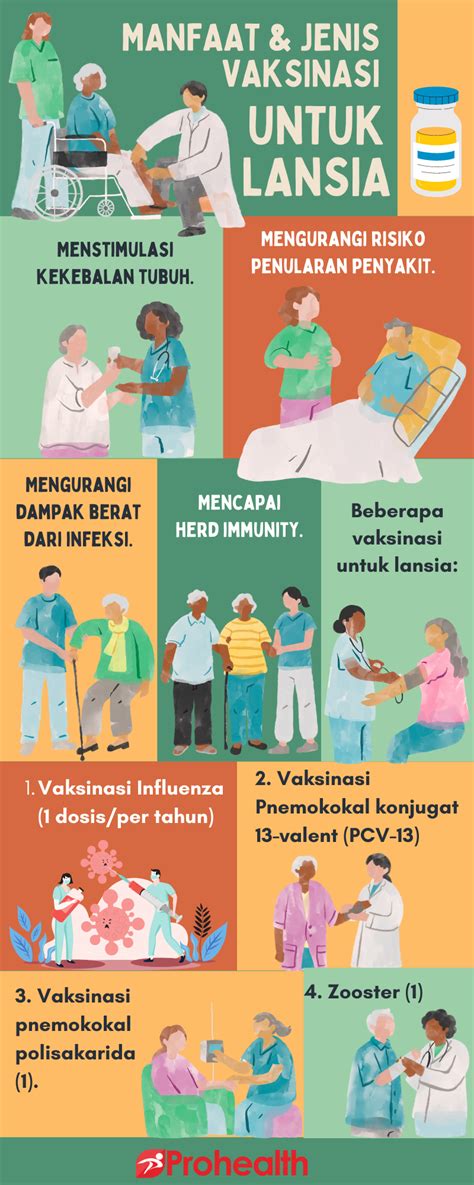 MANFAAT & JENIS
VAKSINASI
UNTUK
LANSIA
MENSTIMULASI
KEKEBALAN TUBUH.
MENGURANGI RISIKO
PENULARAN PENYAKIT.
MENGURANGI
DAMPAK BERAT
DARI INFEKSI.
MENCAPAI
HERD IMMUNITY.
Beberapa
vaksinasi
untuk lansia:
1. Vaksinasi Influenza
(1 dosis/per tahun)
2. Vaksinasi
Pnemokokal konjugat
13-valent (PCV-13)
3. Vaksinasi
pnemokokal
polisakarida
(1).
4. Zooster (1)
Prohealth